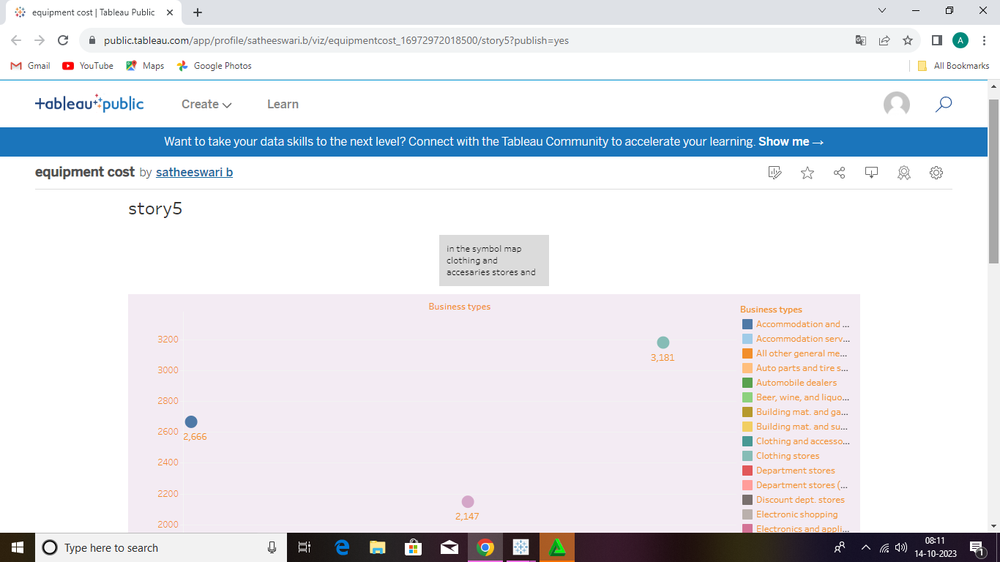 equipment cost | Tableau Public
public.tableau.com/app/profile/satheeswari.b/viz/equipmentcost_16972972018500/story5?publish=yes
A
Gmail
YouTube
Maps
Google Photos
All Bookmarks
+ableau public
Create
Learn
Want to take your data skills to the next level? Connect with the Tableau Community to accelerate your learning. Show me →
equipment cost by satheeswari b
story5
in the symbol map
clothing and
accesaries stores and
Business types
3200
3000
2800
2600
2400
2200
2000
3,181
2,666
2,147
Business types
Accommodation and ...
Accommodation serv...
All other general me...
Auto parts and tire s...
Automobile dealers
Beer, wine, and liquo...
Building mat. and ga...
Building mat. and su...
Clothing and accesso...
Clothing stores
Department stores
Department stores (...
Discount dept. stores
Electronic shopping
Electronics and appli...
Type here to search
08:11
14-10-2023
1